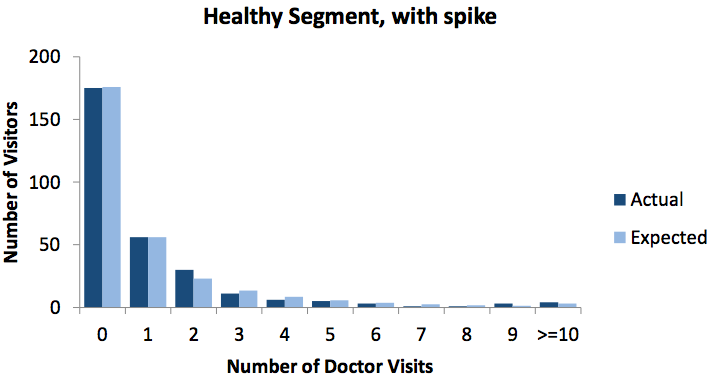 Healthy Segment, with spike
200
150
100
50
0
Number of Visitors
0 1 2 3 4 5 6 7 8 9 >=10
Number of Doctor Visits
Actual
Expected